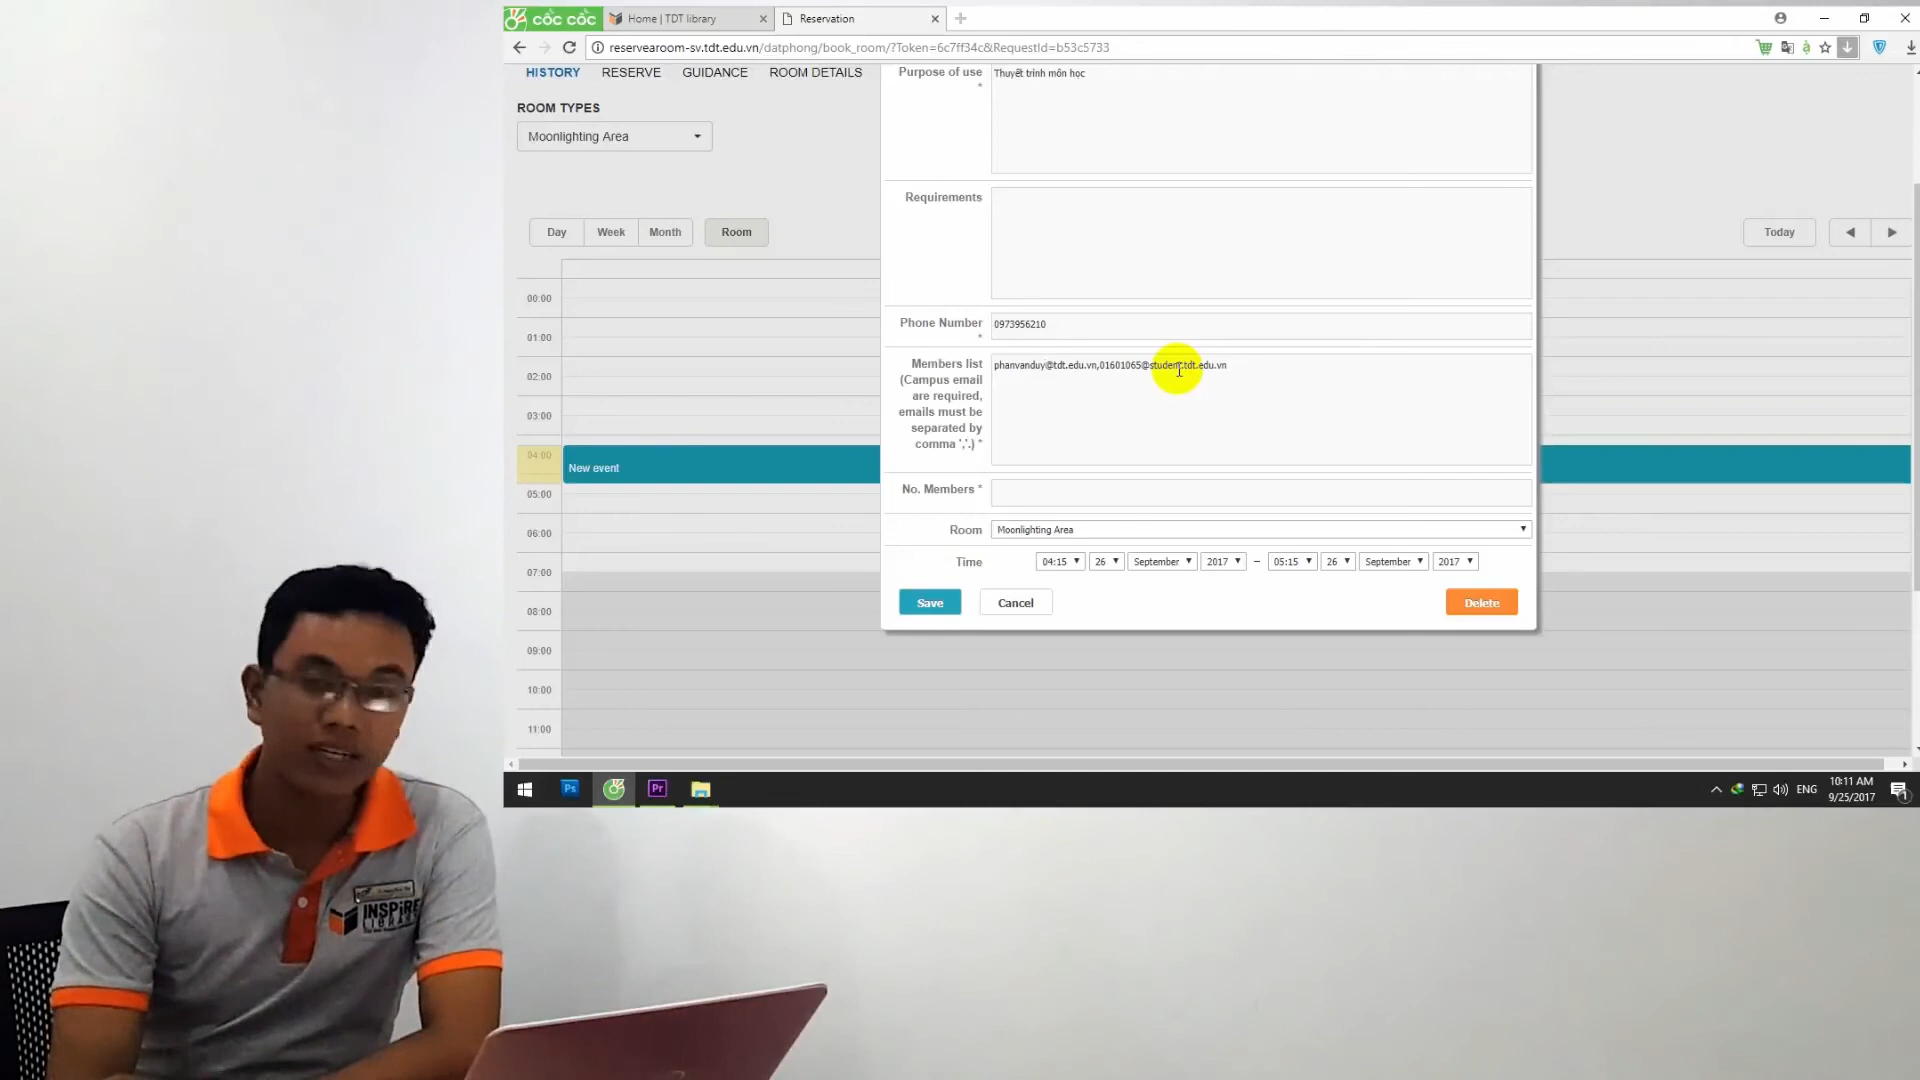 cốc cốc
Home | TDT library
Reservation
reservearoom-sv.tdt.edu.vn/datphong/book_room/?Token=6c7ff34c&RequestId=b53c5733
HISTORY RESERVE GUIDANCE ROOM DETAILS
ROOM TYPES
Moonlighting Area
Day Week Month Room
Today
00:00
01:00
02:00
03:00
04:00
New event
05:00
06:00
07:00
08:00
09:00
10:00
11:00
Purpose of use
*
Thuyết trình môn học
Requirements
Phone Number
*
0973956210
Members list
(Campus email
are required,
emails must be
separated by
comma ','.) *
phanvanduy@tdt.edu.vn,01601065@student.tdt.edu.vn
No. Members *
Room Moonlighting Area
Time 04:15 26 September 2017 – 05:15 26 September 2017
Save Cancel Delete
Ps
Pr
ENG
10:11 AM
9/25/2017
1
INSPiRE
LIBRARY